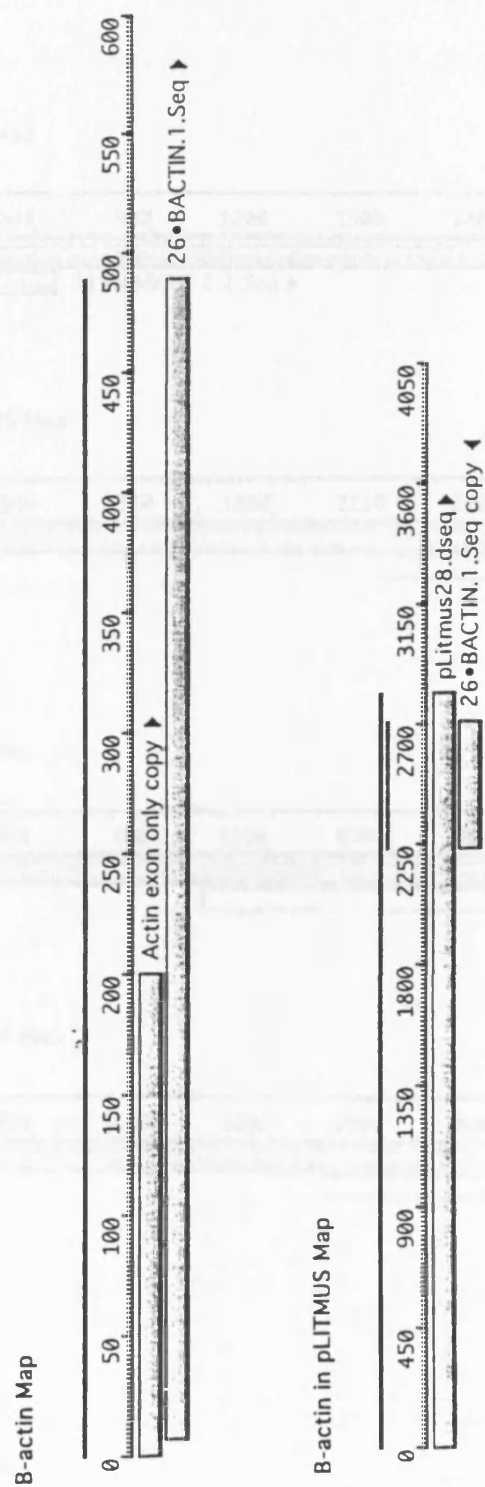 B-actin Map
0 50 100 150 200 250 300 350 400 450 500 550 600
Actin exon only copy ▶
26•BACTIN.1.Seq ▶
B-actin in pLITMUS Map
0 450 900 1350 1800 2250 2700 3150 3600 4050
pLitmus28.dseq ▶
26•BACTIN.1.Seq copy ◀